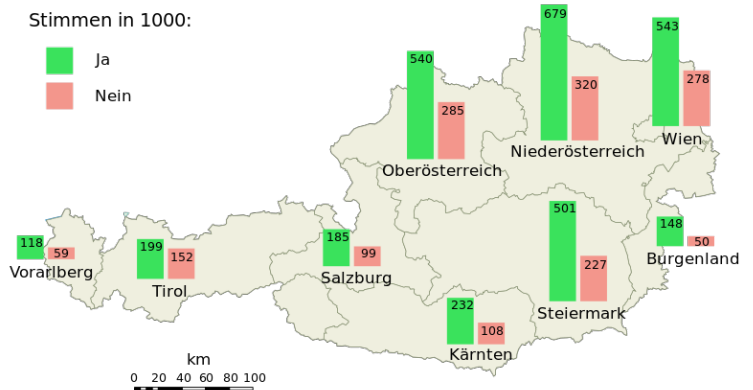 Stimmen in 1000:
Ja
Nein
679
320
Niederösterreich
543
278
Wien
540
285
Oberösterreich
501
227
Steiermark
148
50
Burgenland
118
59
Vorarlberg
199
152
Tirol
185
99
Salzburg
232
108
Kärnten
km
0 20 40 60 80 100